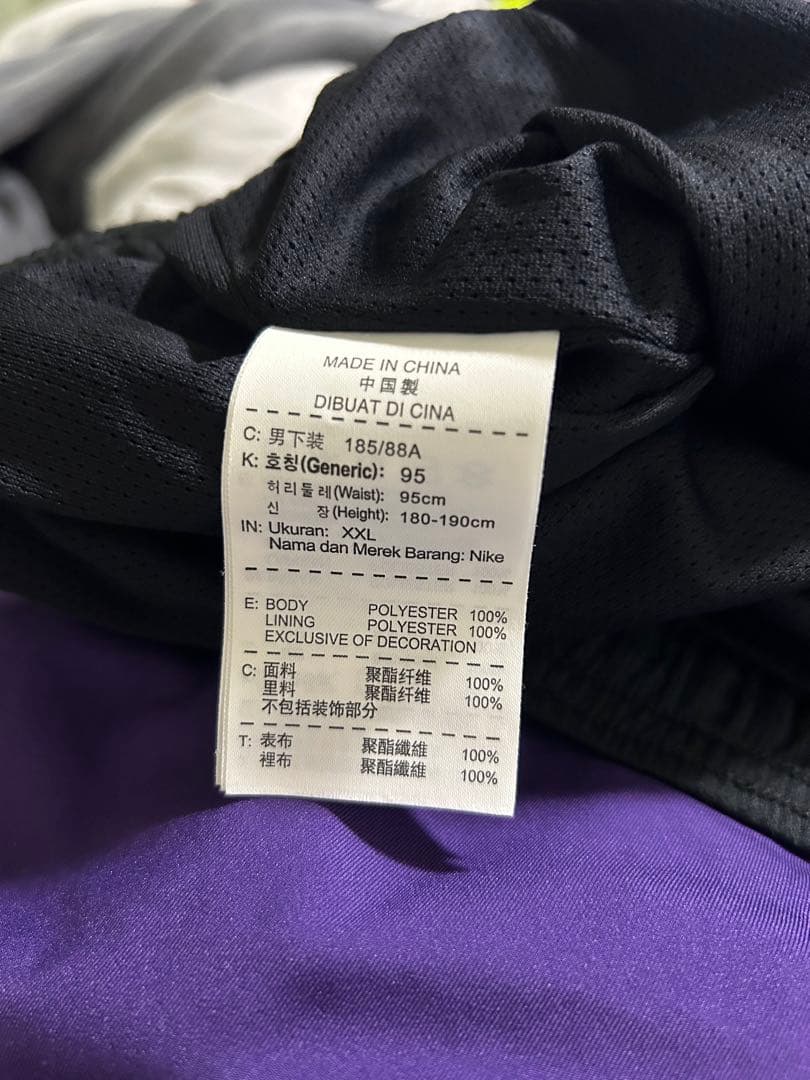 MADE IN CHINA
中国製
DIBUAT DI CINA
C: 男下装 185/88A
K: 호칭(Generic): 95
허리둘레(Waist): 95cm
신 장(Height): 180-190cm
IN: Ukuran: XXL
Nama dan Merek Barang: Nike
E: BODY POLYESTER 100%
LINING POLYESTER 100%
EXCLUSIVE OF DECORATION
C: 面料 聚酯纤维 100%
里料 聚酯纤维 100%
不包括装饰部分
T: 表布 聚酯纖維 100%
裡布 聚酯纖維 100%